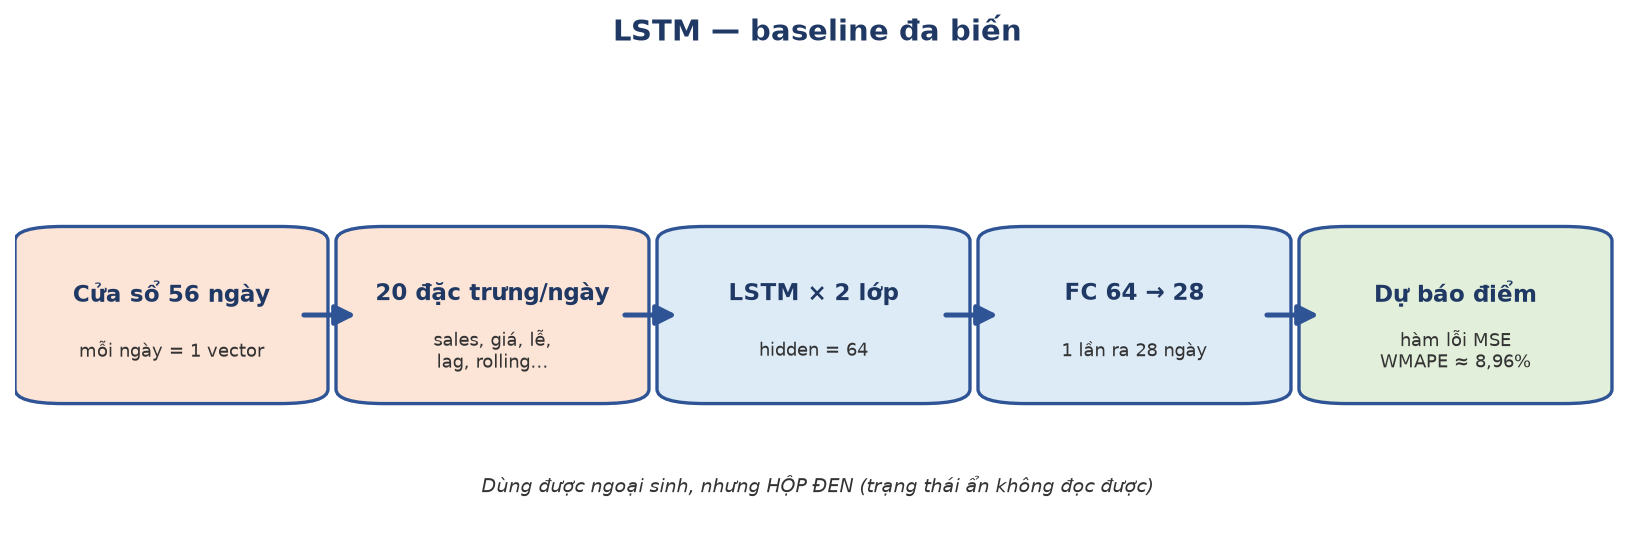 LSTM — baseline đa biến
Cửa sổ 56 ngày
mỗi ngày = 1 vector
20 đặc trưng/ngày
sales, giá, lễ,
lag, rolling…
LSTM × 2 lớp
hidden = 64
FC 64 → 28
1 lần ra 28 ngày
Dự báo điểm
hàm lỗi MSE
WMAPE ≈ 8,96%
Dùng được ngoại sinh, nhưng HỘP ĐEN (trạng thái ẩn không đọc được)